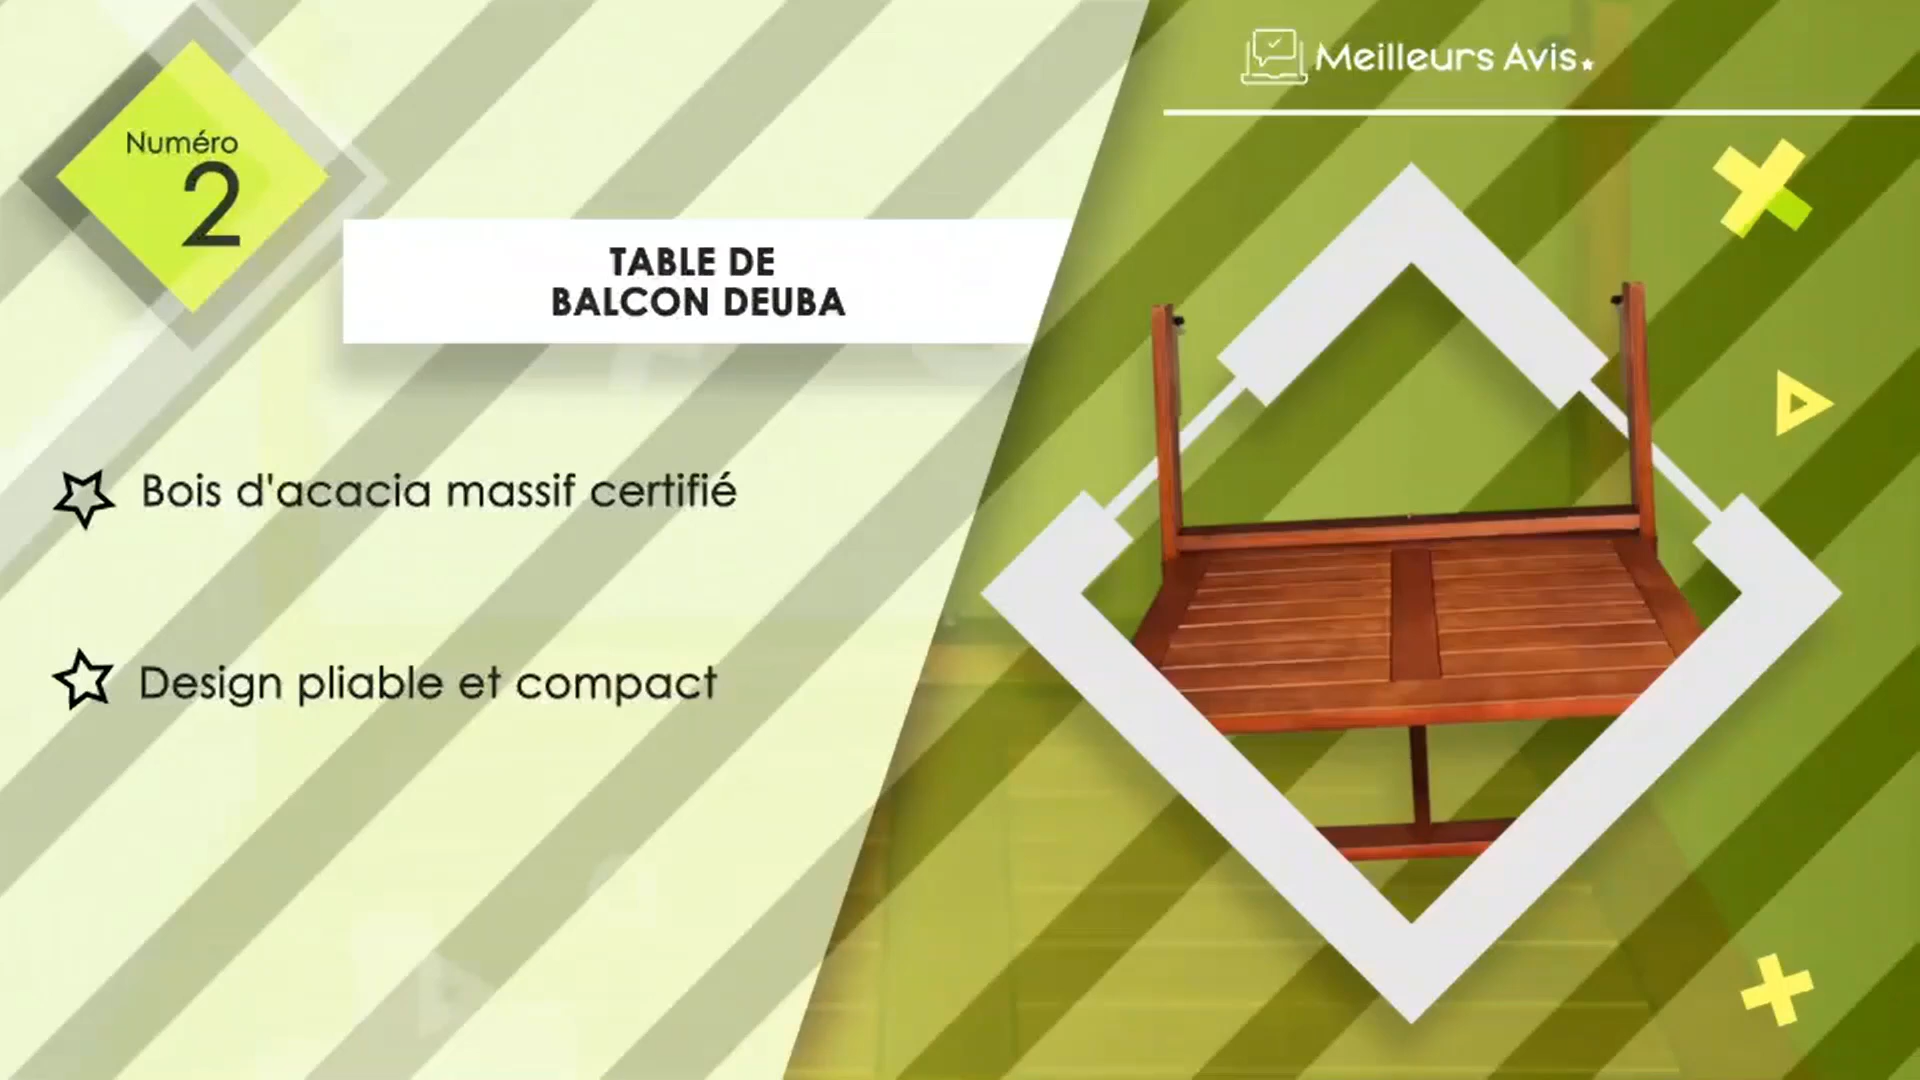 Numéro
2
TABLE DE
BALCON DEUBA
Bois d'acacia massif certifié
Design pliable et compact
Meilleurs Avis